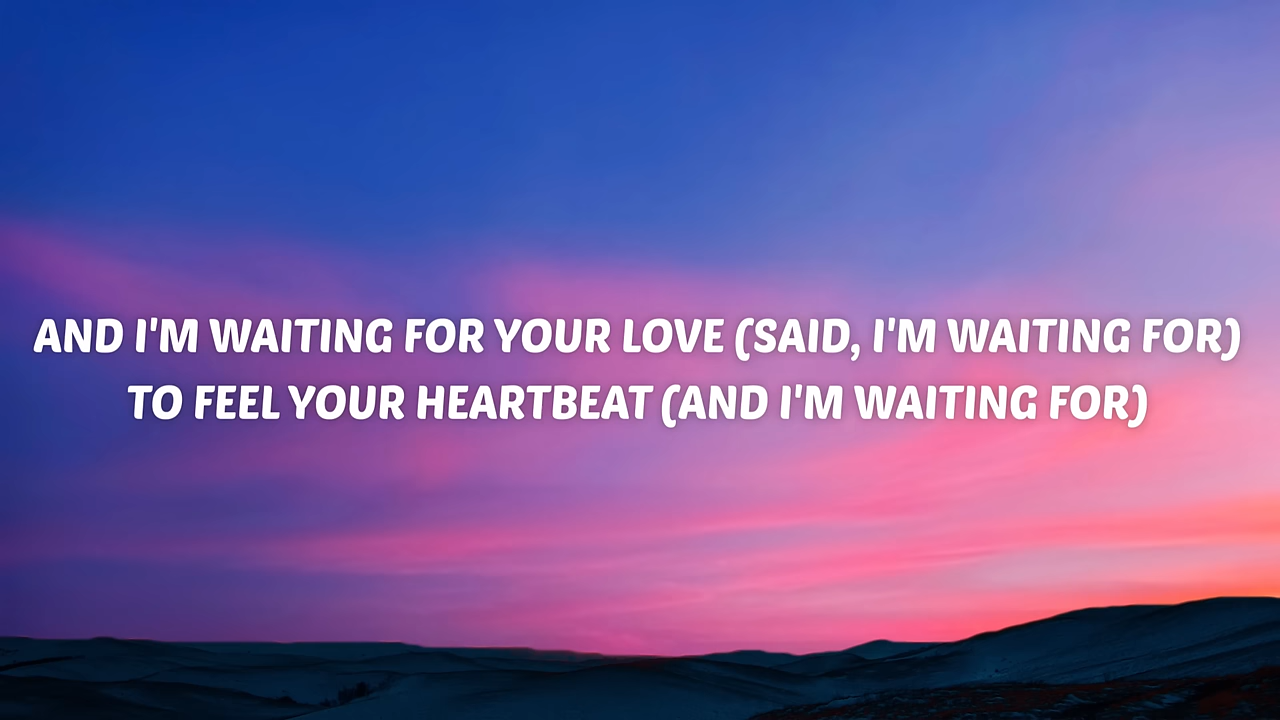 AND I'M WAITING FOR YOUR LOVE (SAID, I'M WAITING FOR)
TO FEEL YOUR HEARTBEAT (AND I'M WAITING FOR)